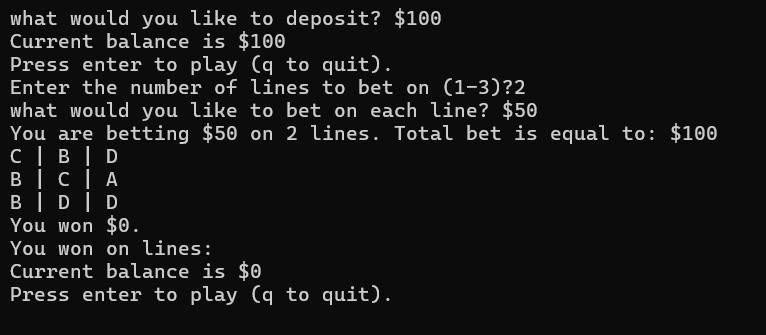 what would you like to deposit? $100
Current balance is $100
Press enter to play (q to quit).
Enter the number of lines to bet on (1-3)?2
what would you like to bet on each line? $50
You are betting $50 on 2 lines. Total bet is equal to: $100
C | B | D
B | C | A
B | D | D
You won $0.
You won on lines:
Current balance is $0
Press enter to play (q to quit).